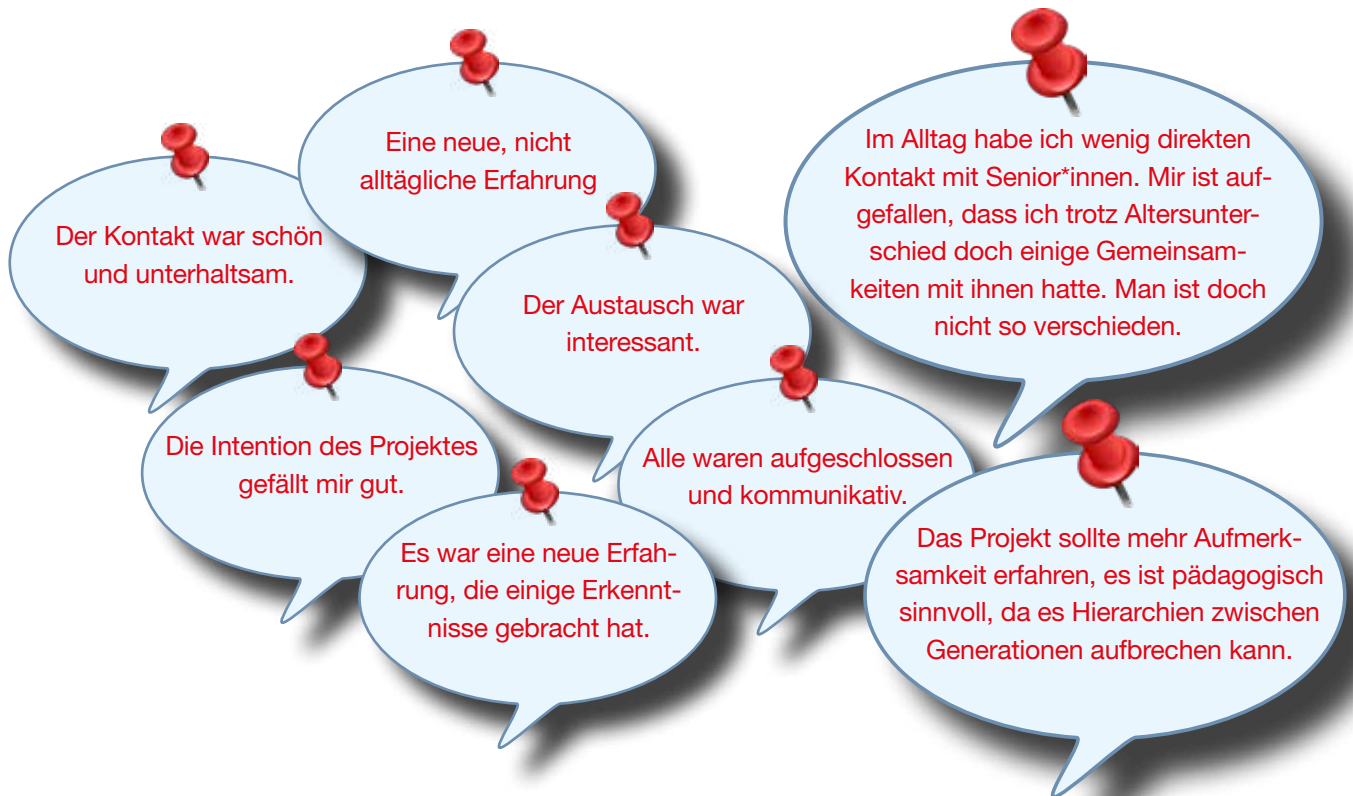 Eine neue, nicht
alltägliche Erfahrung
Der Kontakt war schön
und unterhaltsam.
Der Austausch war
interessant.
Im Alltag habe ich wenig direkten
Kontakt mit Senior*innen. Mir ist auf-
gefallen, dass ich trotz Altersunter-
schied doch einige Gemeinsam-
keiten mit ihnen hatte. Man ist doch
nicht so verschieden.
Die Intention des Projektes
gefällt mir gut.
Alle waren aufgeschlossen
und kommunikativ.
Es war eine neue Erfah-
rung, die einige Erkennt-
nisse gebracht hat.
Das Projekt sollte mehr Aufmerk-
samkeit erfahren, es ist pädagogisch
sinnvoll, da es Hierarchien zwischen
Generationen aufbrechen kann.